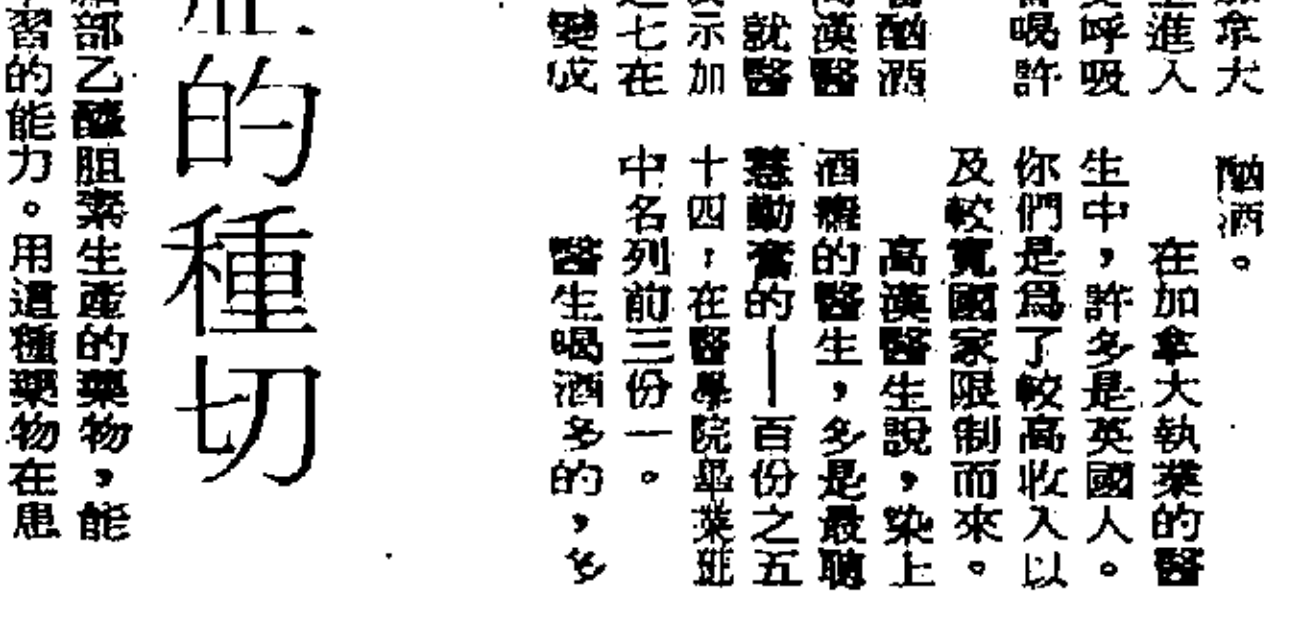 拿大
進入
呼吸
喝許
酗酒
漢醫
就醫
示加
七在
變成
酗酒。
在加拿大執業的醫
生中,許多是英國人。
你們是爲了較高收入以
及較寬國家限制而來。
高漢醫生說,染上
酒癮的醫生,多是最聰
慧勤奮的——百份之五
十四,在醫學院畢業班
中名列前三份一。
醫生喝酒多的,多
的種切
部乙醯胆素生產的藥物,能
習的能力。用這種藥物在患